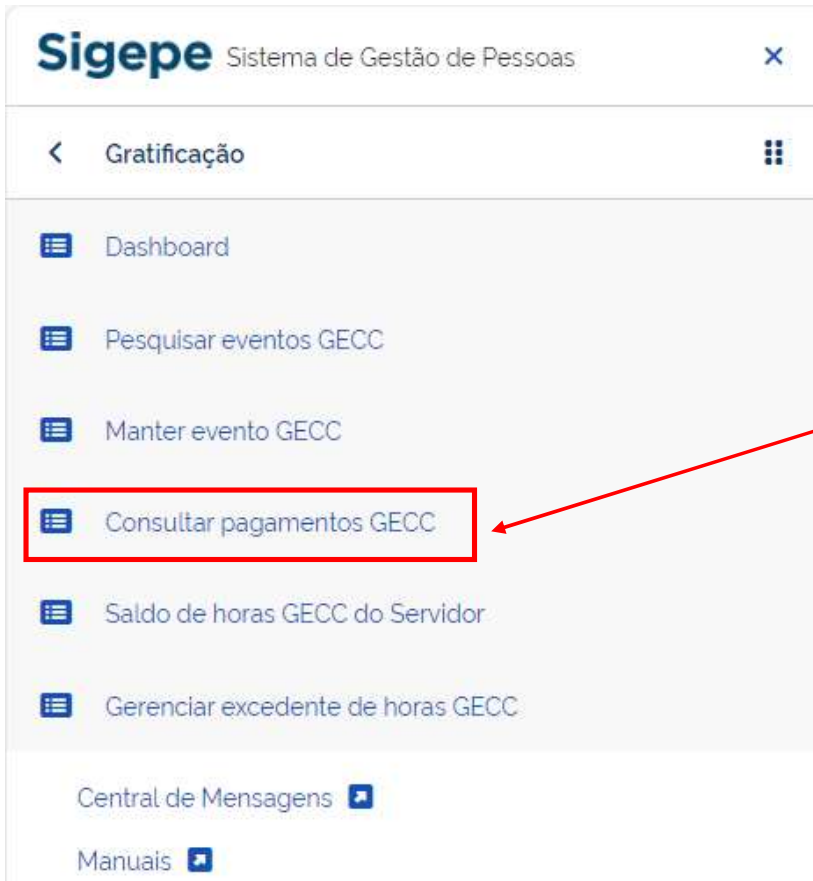 Sigepe Sistema de Gestão de Pessoas
Gratificação
Dashboard
Pesquisar eventos GECC
Manter evento GECC
Consultar pagamentos GECC
Saldo de horas GECC do Servidor
Gerenciar excedente de horas GECC
Central de Mensagens
Manuais